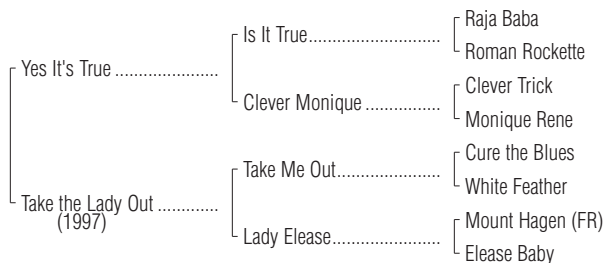 Raja Baba
Is It True
Roman Rockette
Yes It's True
Clever Trick
Clever Monique
Monique Rene
Cure the Blues
Take Me Out
White Feather
Take the Lady Out
(1997)
Mount Hagen (FR)
Lady Elease
Elease Baby